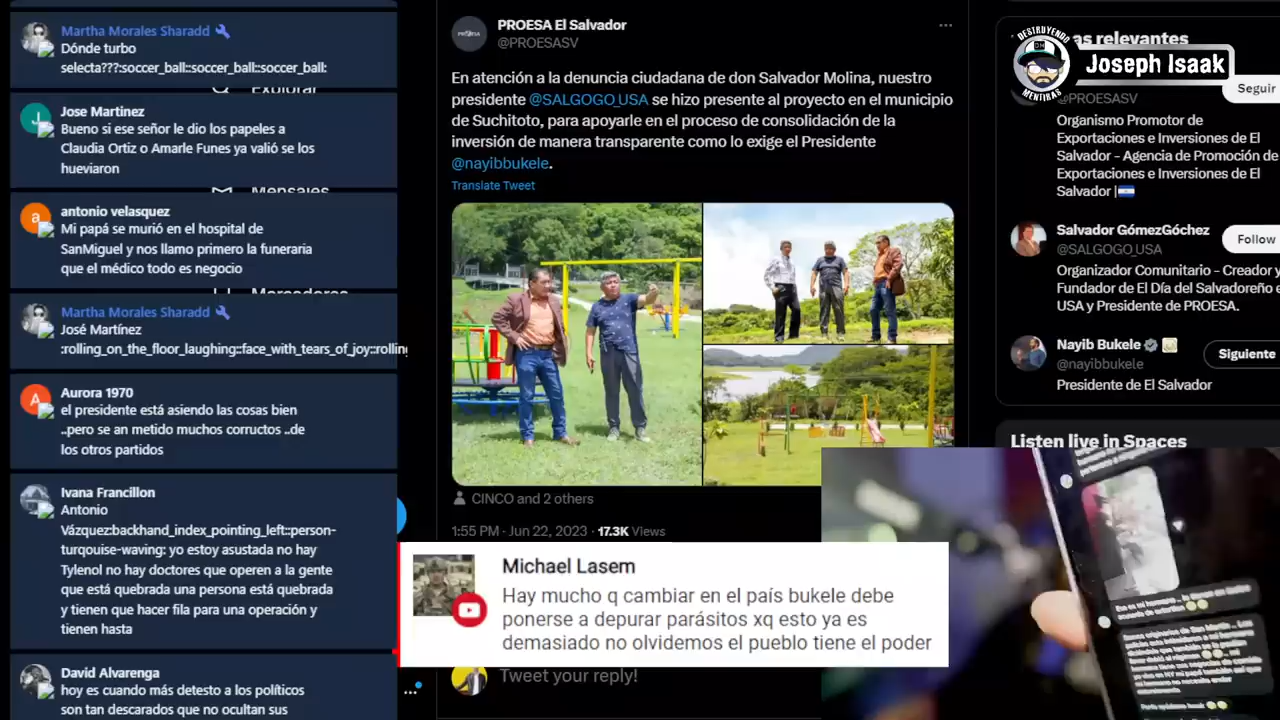 Martha Morales Sharadd
Dónde turbo
selecta???:soccer_ball::soccer_ball::soccer_ball:
Explorar
Jose Martinez
Bueno si ese señor le dio los papeles a
Claudia Ortiz o Amarle Funes ya valió se los
hueviaron
Mensajes
antonio velasquez
Mi papá se murió en el hospital de
SanMiguel y nos llamo primero la funeraria
que el médico todo es negocio
Marcadores
Martha Morales Sharadd
José Martínez
:rolling_on_the_floor_laughing::face_with_tears_of_joy::rolling
Aurora 1970
el presidente está asiendo las cosas bien
..pero se an metido muchos corructos ..de
los otros partidos
Ivana Francillon
Antonio
Vázquez:backhand_index_pointing_left::person-
turqouise-waving: yo estoy asustada no hay
Tylenol no hay doctores que operen a la gente
que está quebrada una persona está quebrada
y tienen que hacer fila para una operación y
tienen hasta
David Alvarenga
hoy es cuando más detesto a los políticos
son tan descarados que no ocultan sus
PROESA El Salvador
@PROESASV
En atención a la denuncia ciudadana de don Salvador Molina, nuestro
presidente @SALGOGO_USA se hizo presente al proyecto en el municipio
de Suchitoto, para apoyarle en el proceso de consolidación de la
inversión de manera transparente como lo exige el Presidente
@nayibbukele.
Translate Tweet
CINCO and 2 others
1:55 PM · Jun 22, 2023 · 17.3K Views
Michael Lasem
Hay mucho q cambiar en el país bukele debe
ponerse a depurar parásitos xq esto ya es
demasiado no olvidemos el pueblo tiene el poder
Tweet your reply!
as relevantes
DESTRUYENDO
MENTIRAS
Joseph Isaak
Seguir
@PROESASV
Organismo Promotor de
Exportaciones e Inversiones de El
Salvador - Agencia de Promoción de
Exportaciones e Inversiones de El
Salvador |
Salvador GómezGóchez
@SALGOGO_USA
Follow
Organizador Comunitario - Creador y
Fundador de El Día del Salvadoreño e
USA y Presidente de PROESA.
Nayib Bukele
@nayibbukele
Siguiente
Presidente de El Salvador
Listen live in Spaces